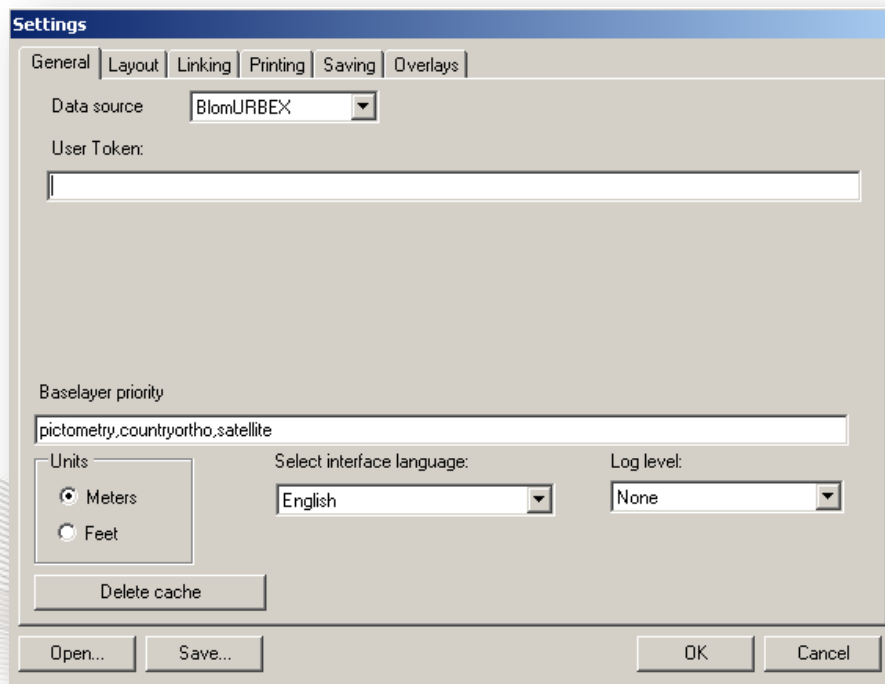 Settings
General Layout Linking Printing Saving Overlays
Data source BlomURBEX
User Token:
Baselayer priority
pictometry,countryortho,satellite
Units Select interface language: Log level:
Meters English None
Feet
Delete cache
Open... Save... OK Cancel